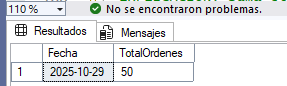 110 %
No se encontraron problemas.
Resultados Mensajes
Fecha TotalOrdenes
1 2025-10-29 50